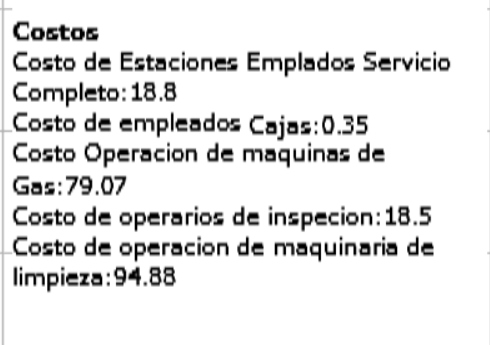 Costos
Costo de Estaciones Emplados Servicio
Completo:18.8
Costo de empleados Cajas:0.35
Costo Operacion de maquinas de
Gas:79.07
Costo de operarios de inspecion:18.5
Costo de operacion de maquinaria de
limpieza:94.88